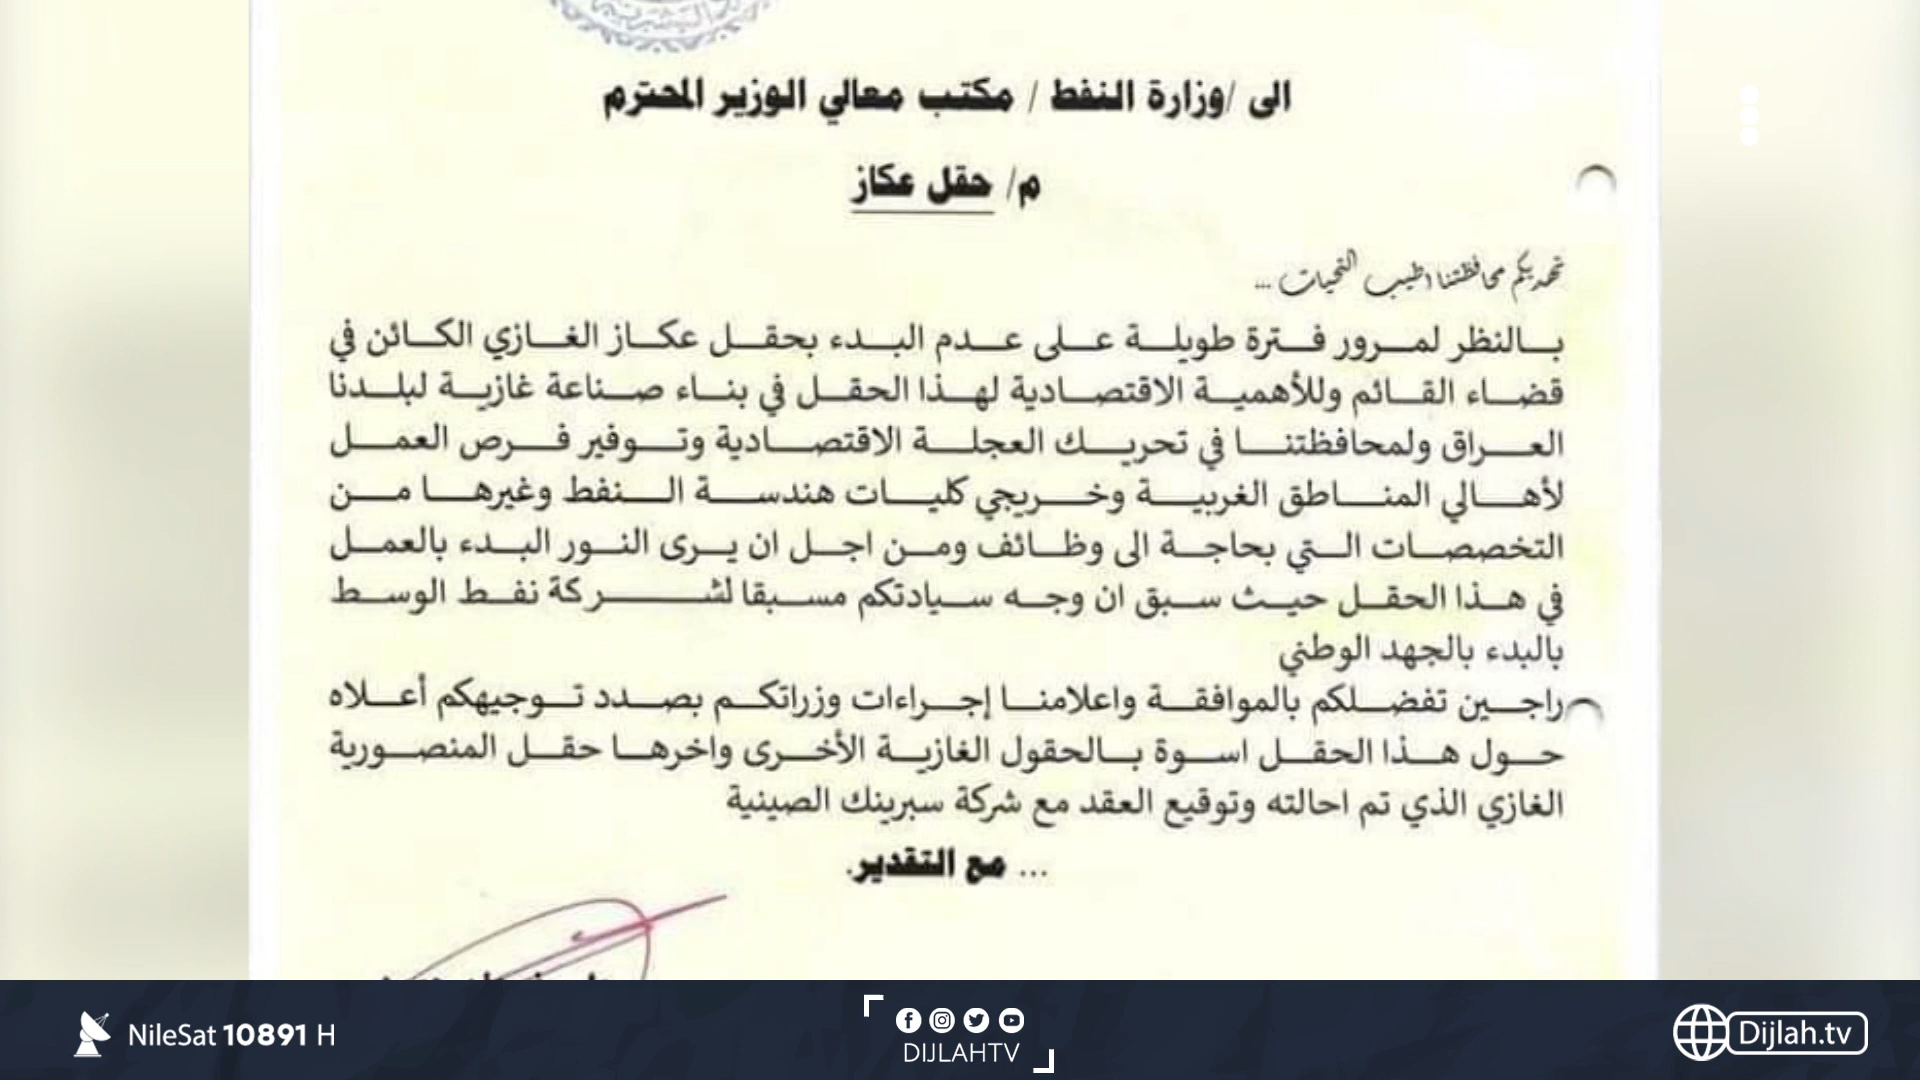 الى /وزارة النفط / مكتب معالي الوزير المحترم
م/ حقل عكاز
تهديكم محافظتنا اطيب التحيات ...
بالنظر لمرور فترة طويلة على عدم البدء بحقل عكاز الغازي الكائن في
قضاء القائم وللأهمية الاقتصادية لهذا الحقل في بناء صناعة غازية لبلدنا
العراق ولمحافظتنا في تحريك العجلة الاقتصادية وتوفير فرص العمل
لأهالي المناطق الغربية وخريجي كليات هندسة النفط وغيرها من
التخصصات التي بحاجة الى وظائف ومن اجل ان يرى النور البدء بالعمل
في هذا الحقل حيث سبق ان وجه سيادتكم مسبقا لشركة نفط الوسط
بالبدء بالجهد الوطني
راجين تفضلكم بالموافقة واعلامنا إجراءات وزراتكم بصدد توجيهكم أعلاه
حول هذا الحقل اسوة بالحقول الغازية الأخرى واخرها حقل المنصورية
الغازي الذي تم احالته وتوقيع العقد مع شركة سبرينك الصينية
... مع التقدير.
NileSat 10891 H
DIJLAHTV
Dijlah.tv